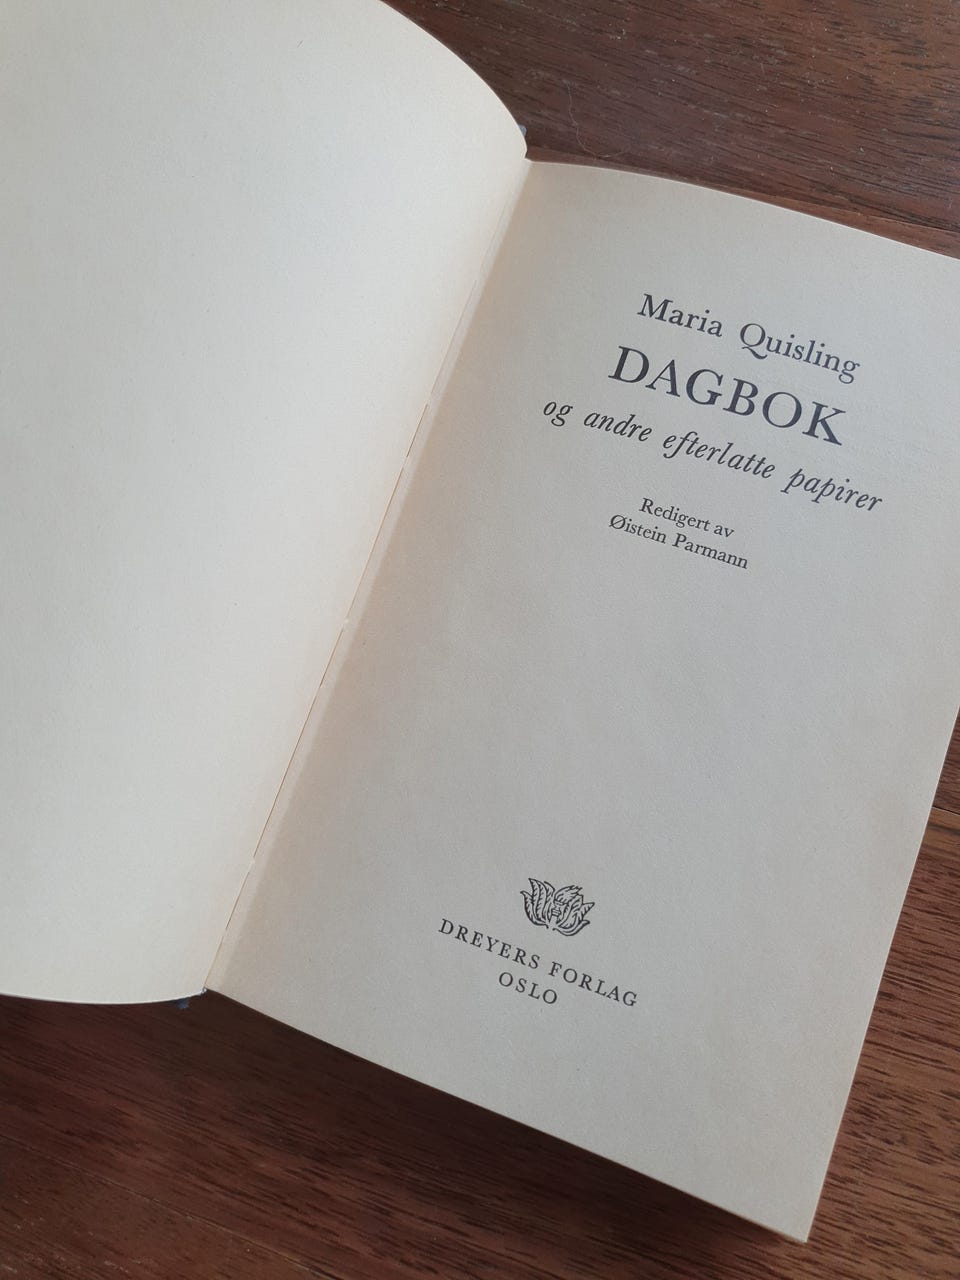 Maria Quisling
DAGBOK
og andre efterlatte papirer
Redigert av
Øistein Parmann
DREYERS FORLAG
OSLO